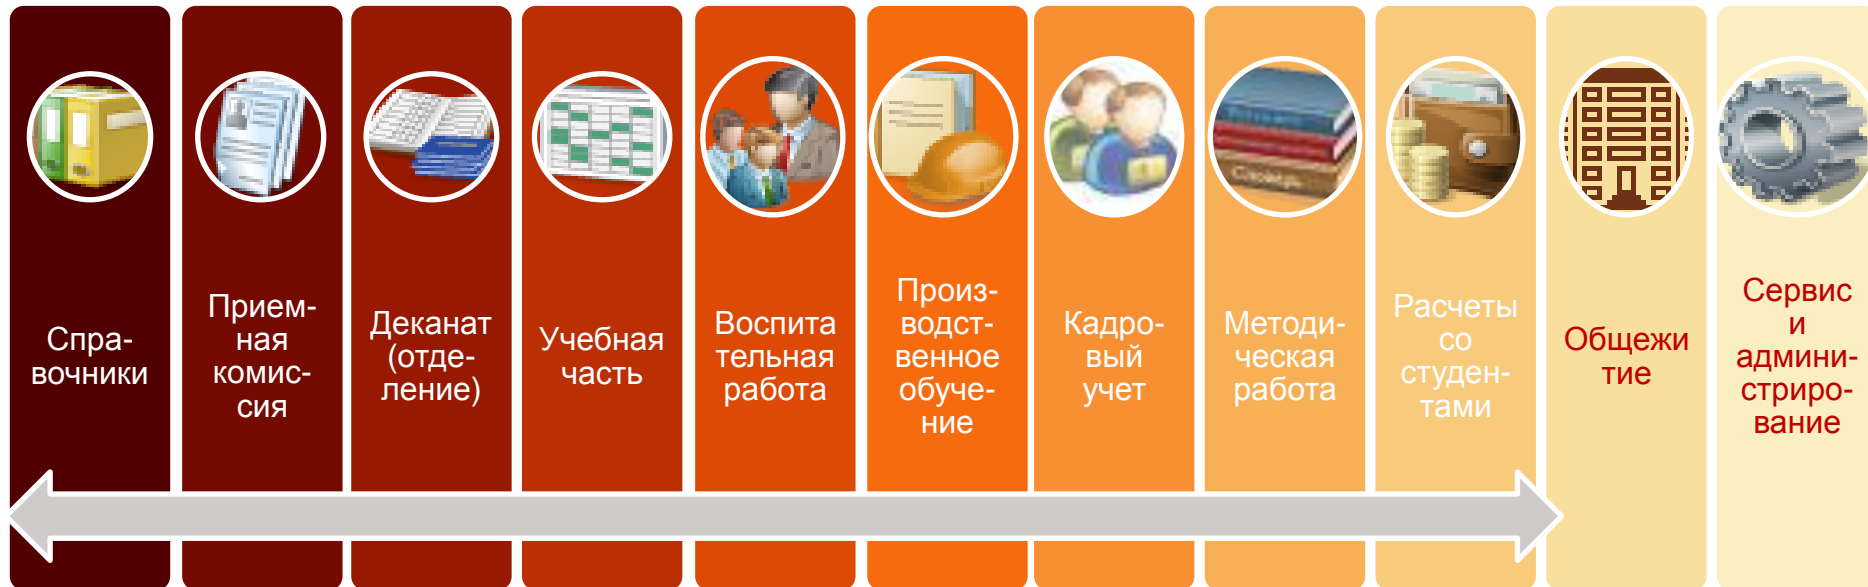 Спра-
вочники
Прием-
ная
комис-
сия
Деканат
(отде-
ление)
Учебная
часть
Воспита
тельная
работа
Произ-
водст-
венное
обуче-
ние
Кадро-
вый
учет
Методи-
ческая
работа
Расчеты
со
студен-
тами
Общежи
тие
Сервис
и
админи-
стриро-
вание
Словарь